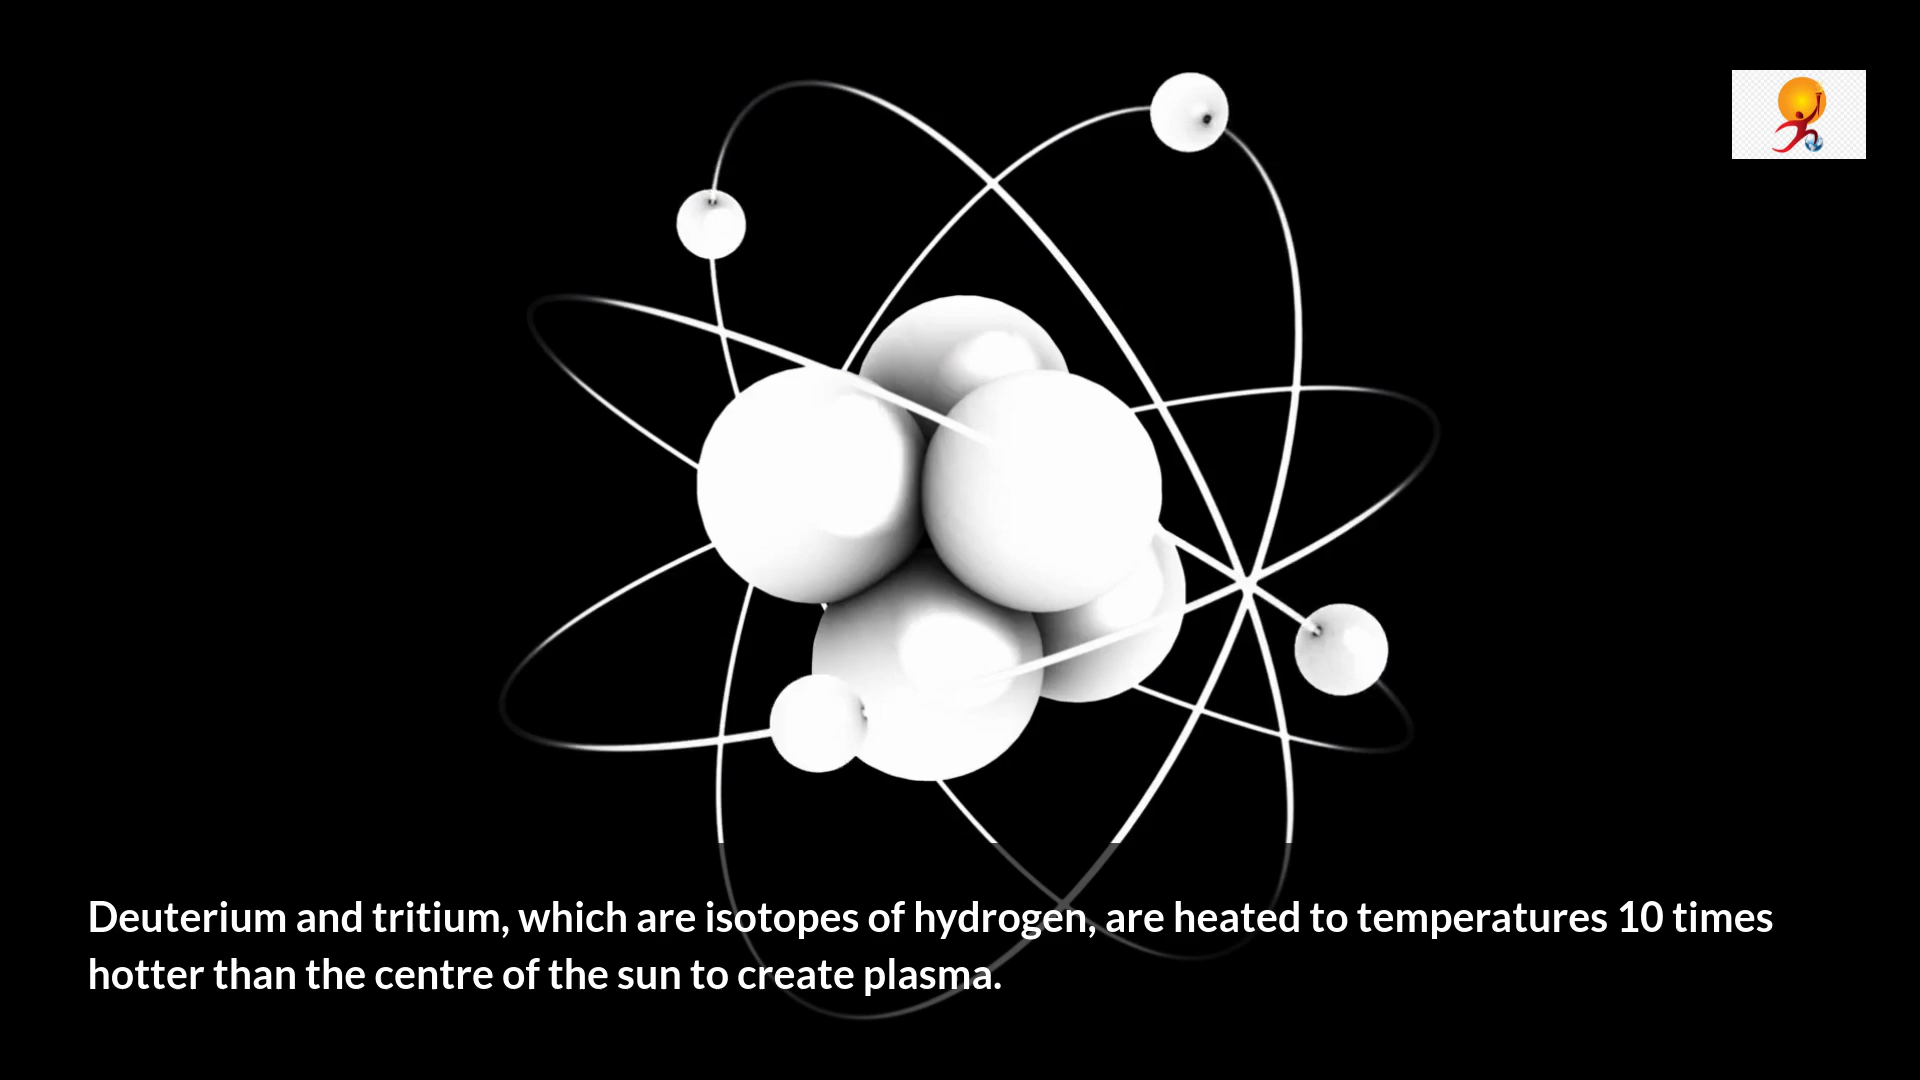 Deuterium and tritium, which are isotopes of hydrogen, are heated to temperatures 10 times
hotter than the centre of the sun to create plasma.